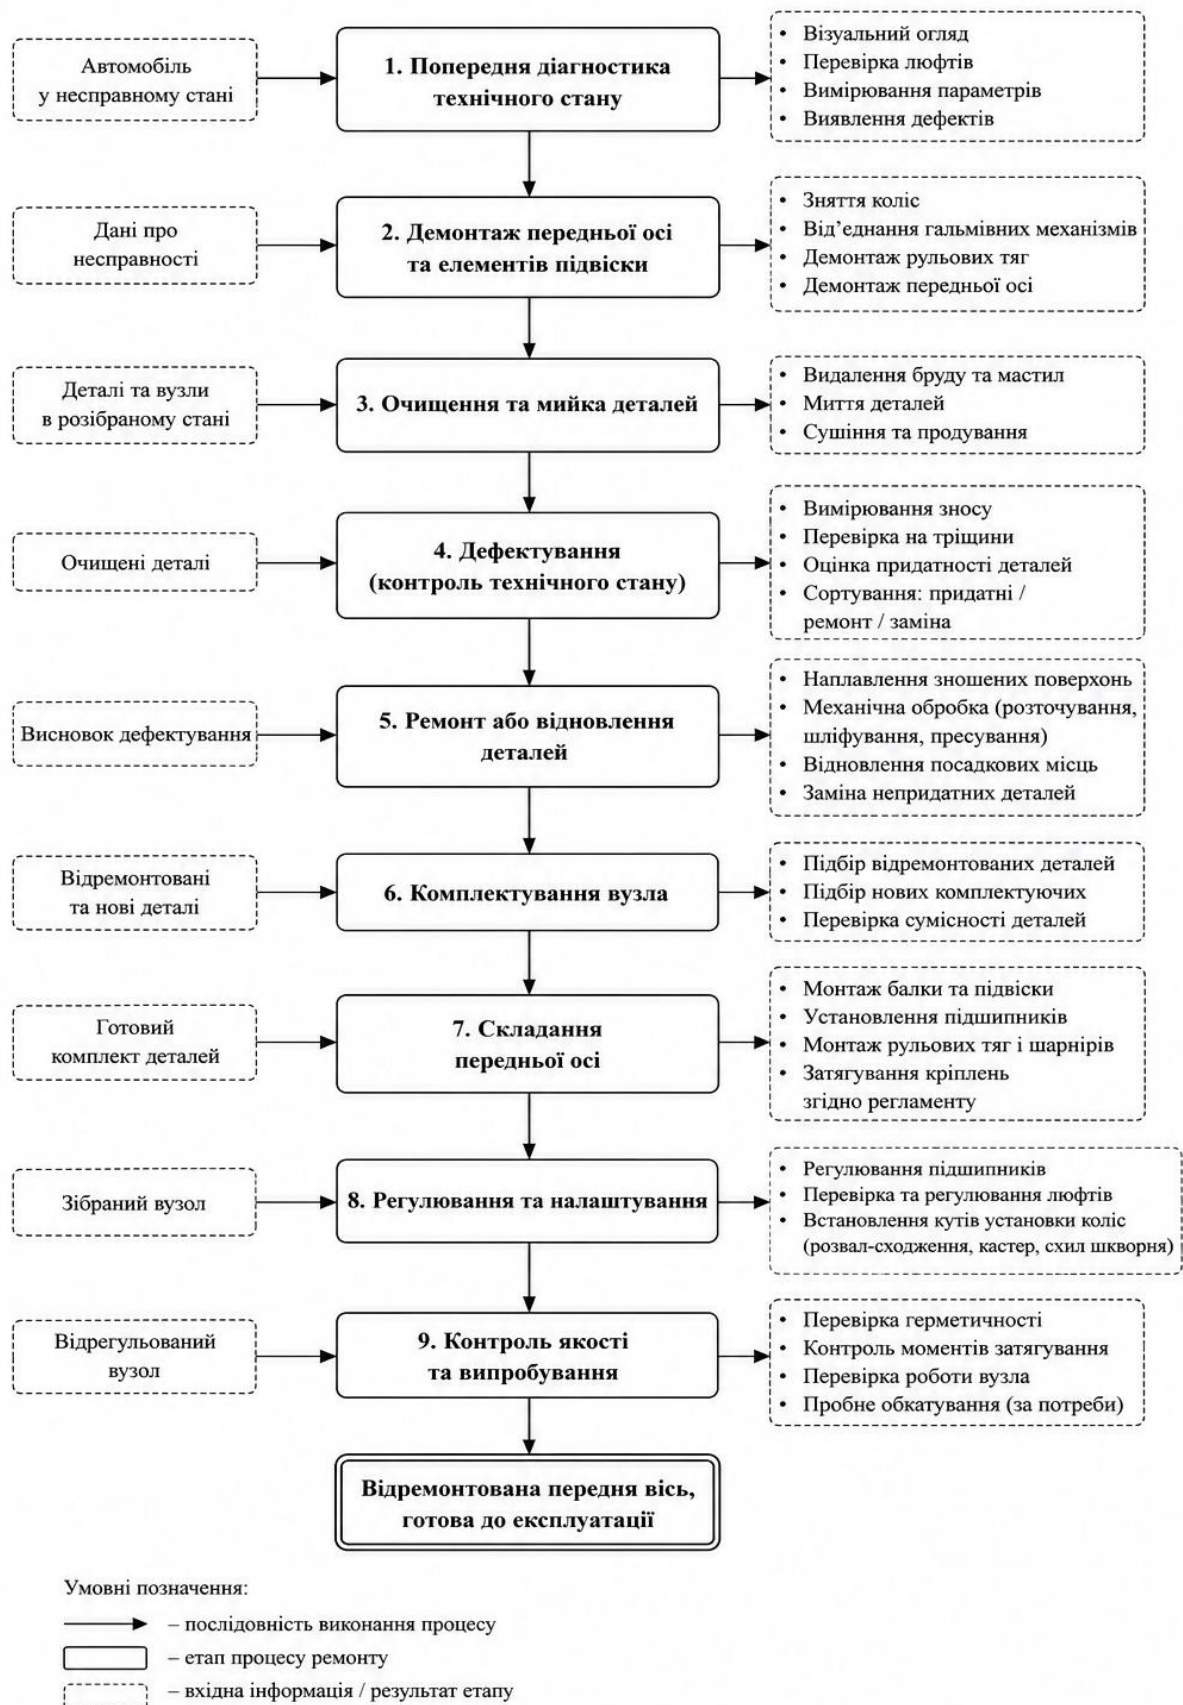 Автомобіль
у несправному стані
1. Попередня діагностика
технічного стану
• Візуальний огляд
• Перевірка люфтів
• Вимірювання параметрів
• Виявлення дефектів
Дані про
несправності
2. Демонтаж передньої осі
та елементів підвіски
• Зняття коліс
• Від’єднання гальмівних механізмів
• Демонтаж рульових тяг
• Демонтаж передньої осі
Деталі та вузли
в розібраному стані
3. Очищення та мийка деталей
• Видалення бруду та мастил
• Миття деталей
• Сушіння та продування
Очищені деталі
4. Дефектування
(контроль технічного стану)
• Вимірювання зносу
• Перевірка на тріщини
• Оцінка придатності деталей
• Сортування: придатні /
ремонт / заміна
Висновок дефектування
5. Ремонт або відновлення
деталей
• Наплавлення зношених поверхонь
• Механічна обробка (розточування,
шліфування, пресування)
• Відновлення посадкових місць
• Заміна непридатних деталей
Відремонтовані
та нові деталі
6. Комплектування вузла
• Підбір відремонтованих деталей
• Підбір нових комплектуючих
• Перевірка сумісності деталей
Готовий
комплект деталей
7. Складання
передньої осі
• Монтаж балки та підвіски
• Установлення підшипників
• Монтаж рульових тяг і шарнірів
• Затягування кріплень
згідно регламенту
Зібраний вузол
8. Регулювання та налаштування
• Регулювання підшипників
• Перевірка та регулювання люфтів
• Встановлення кутів установки коліс
(розвал-сходження, кастер, схил шкворня)
Відрегульований
вузол
9. Контроль якості
та випробування
• Перевірка герметичності
• Контроль моментів затягування
• Перевірка роботи вузла
• Пробне обкатування (за потреби)
Відремонтована передня вісь,
готова до експлуатації
Умовні позначення:
– послідовність виконання процесу
– етап процесу ремонту
– вхідна інформація / результат етапу